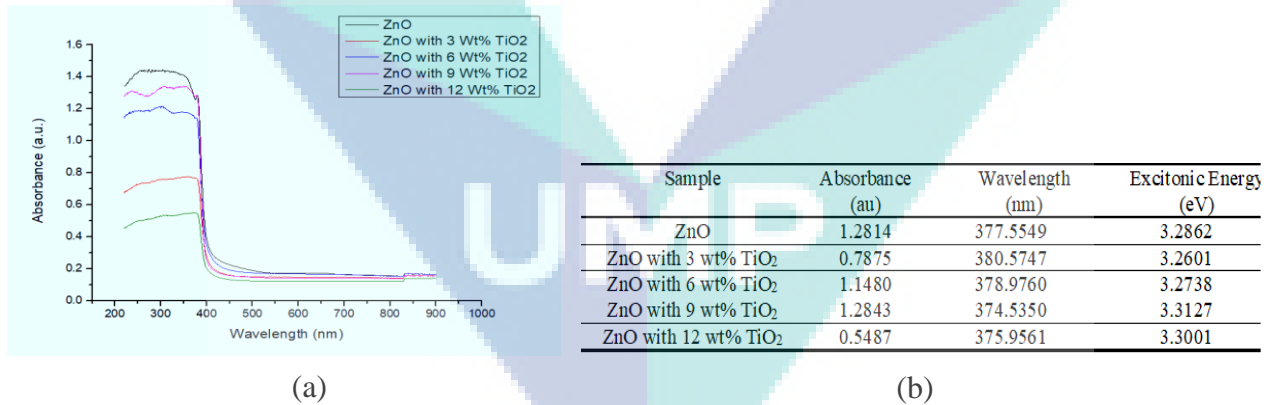 ZnO
ZnO with 3 Wt% TiO2
ZnO with 6 Wt% TiO2
ZnO with 9 Wt% TiO2
ZnO with 12 Wt% TiO2
1.6
1.4
1.2
1.0
0.8
0.6
0.4
0.2
0.0
Absorbance (a.u.)
100 200 300 400 500 600 700 800 900 1000
Wavelength (nm)
(a)
UMP
Sample Absorbance (au) Wavelength (nm) Excitonic Energy (eV)
ZnO 1.2814 377.5549 3.2862
ZnO with 3 wt% TiO₂ 0.7875 380.5747 3.2601
ZnO with 6 wt% TiO₂ 1.1480 378.9760 3.2738
ZnO with 9 wt% TiO₂ 1.2843 374.5350 3.3127
ZnO with 12 wt% TiO₂ 0.5487 375.9561 3.3001
(b)